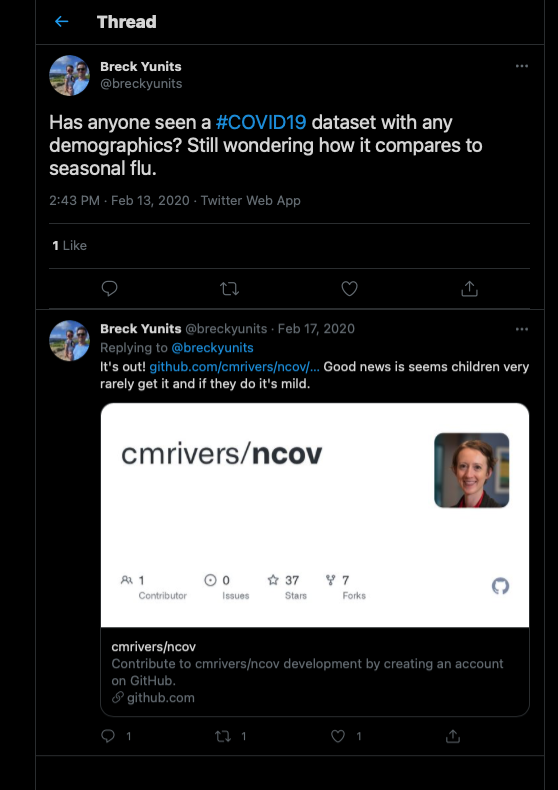 Thread
Breck Yunits
@breckyunits
Has anyone seen a #COVID19 dataset with any
demographics? Still wondering how it compares to
seasonal flu.
2:43 PM · Feb 13, 2020 · Twitter Web App
1 Like
Breck Yunits @breckyunits · Feb 17, 2020
Replying to @breckyunits
It's out! github.com/cmrivers/ncov/... Good news is seems children very
rarely get it and if they do it's mild.
cmrivers/ncov
1 0 37 7
Contributor Issues Stars Forks
cmrivers/ncov
Contribute to cmrivers/ncov development by creating an account
on GitHub.
github.com
1 1 1